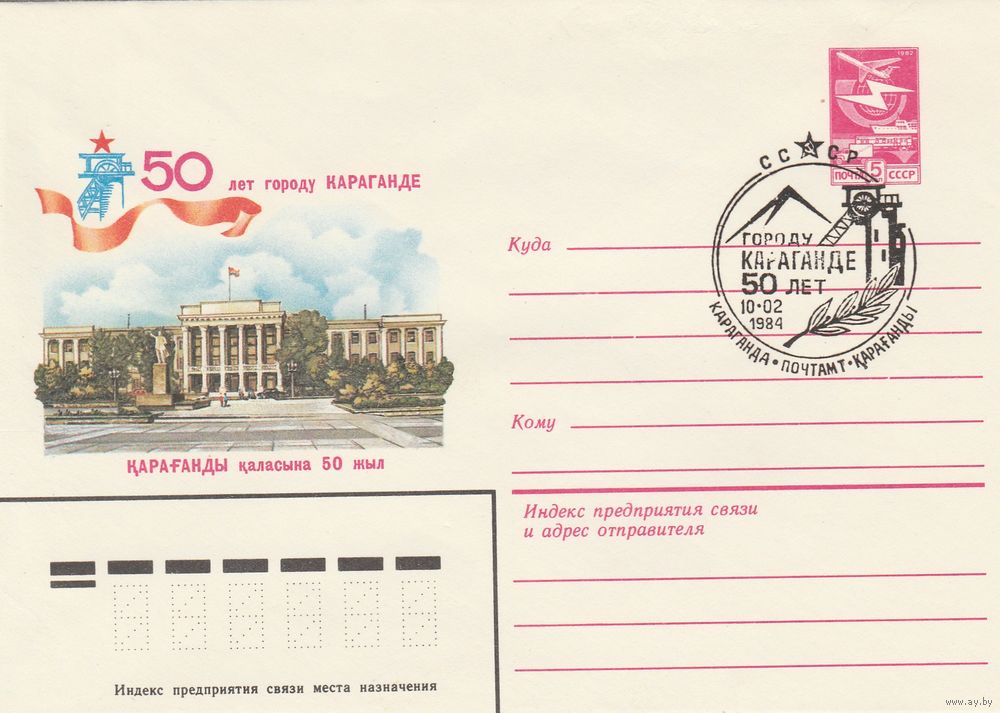 50 лет городу КАРАГАНДЕ
ҚАРАҒАНДЫ қаласына 50 жыл
1982
ПОЧТА 5 СССР
СССР
ГОРОДУ
КАРАГАНДЕ
50 ЛЕТ
10•02
1984
КАРАГАНДА • ПОЧТАМТ • ҚАРАҒАНДЫ
Куда
Кому
Индекс предприятия связи
и адрес отправителя
Индекс предприятия связи места назначения
www.ay.by